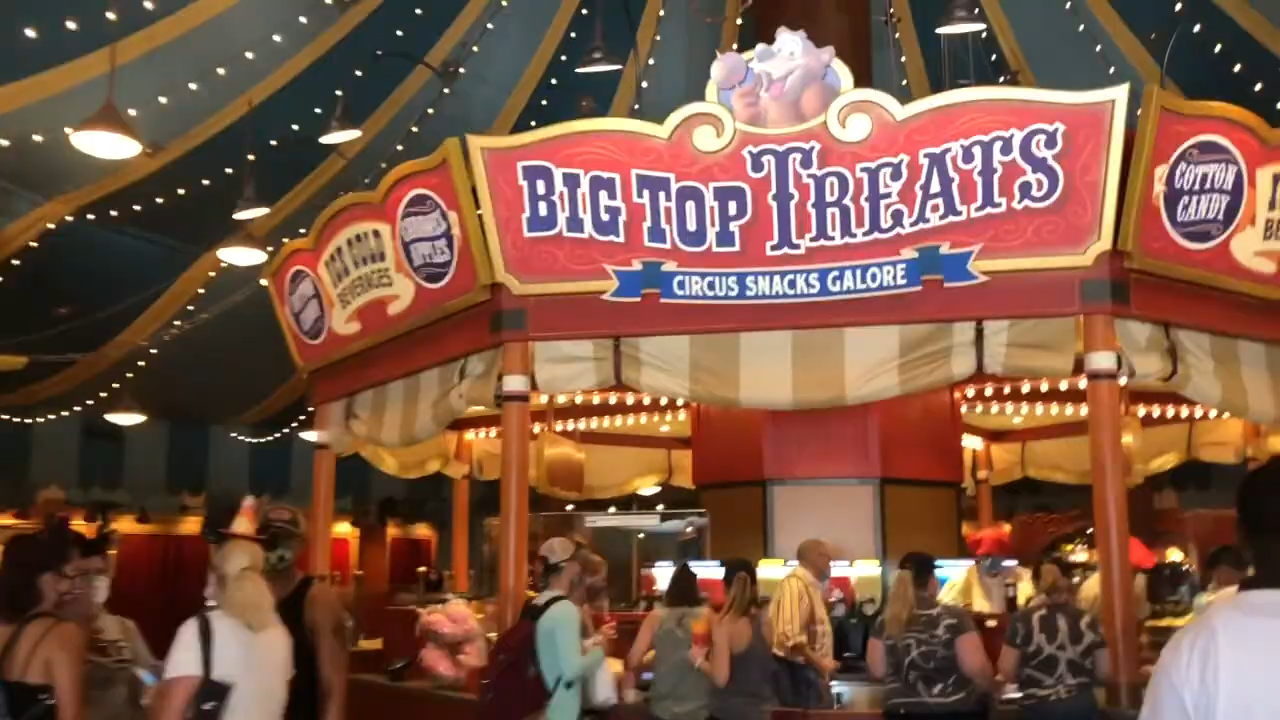 BIG TOP TREATS
CIRCUS SNACKS GALORE
ICE COLD
BEVERAGES
COTTON
CANDY